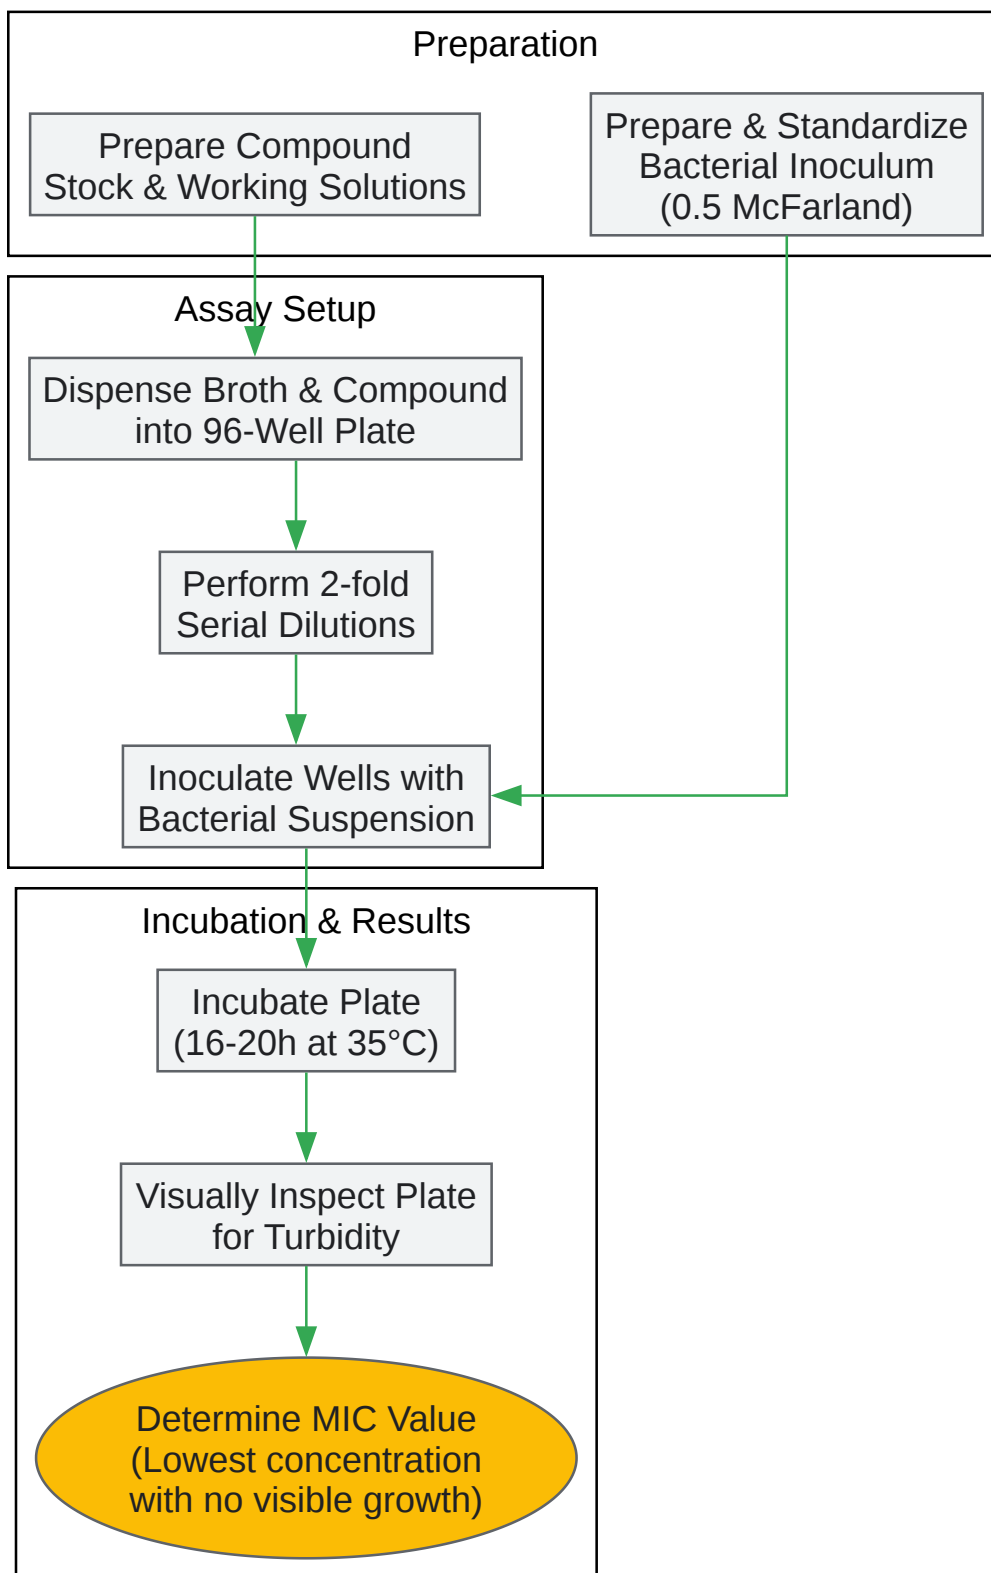 Preparation
Prepare Compound
Stock & Working Solutions
Prepare & Standardize
Bacterial Inoculum
(0.5 McFarland)
Assay Setup
Dispense Broth & Compound
into 96-Well Plate
Perform 2-fold
Serial Dilutions
Inoculate Wells with
Bacterial Suspension
Incubation & Results
Incubate Plate
(16-20h at 35°C)
Visually Inspect Plate
for Turbidity
Determine MIC Value
(Lowest concentration
with no visible growth)